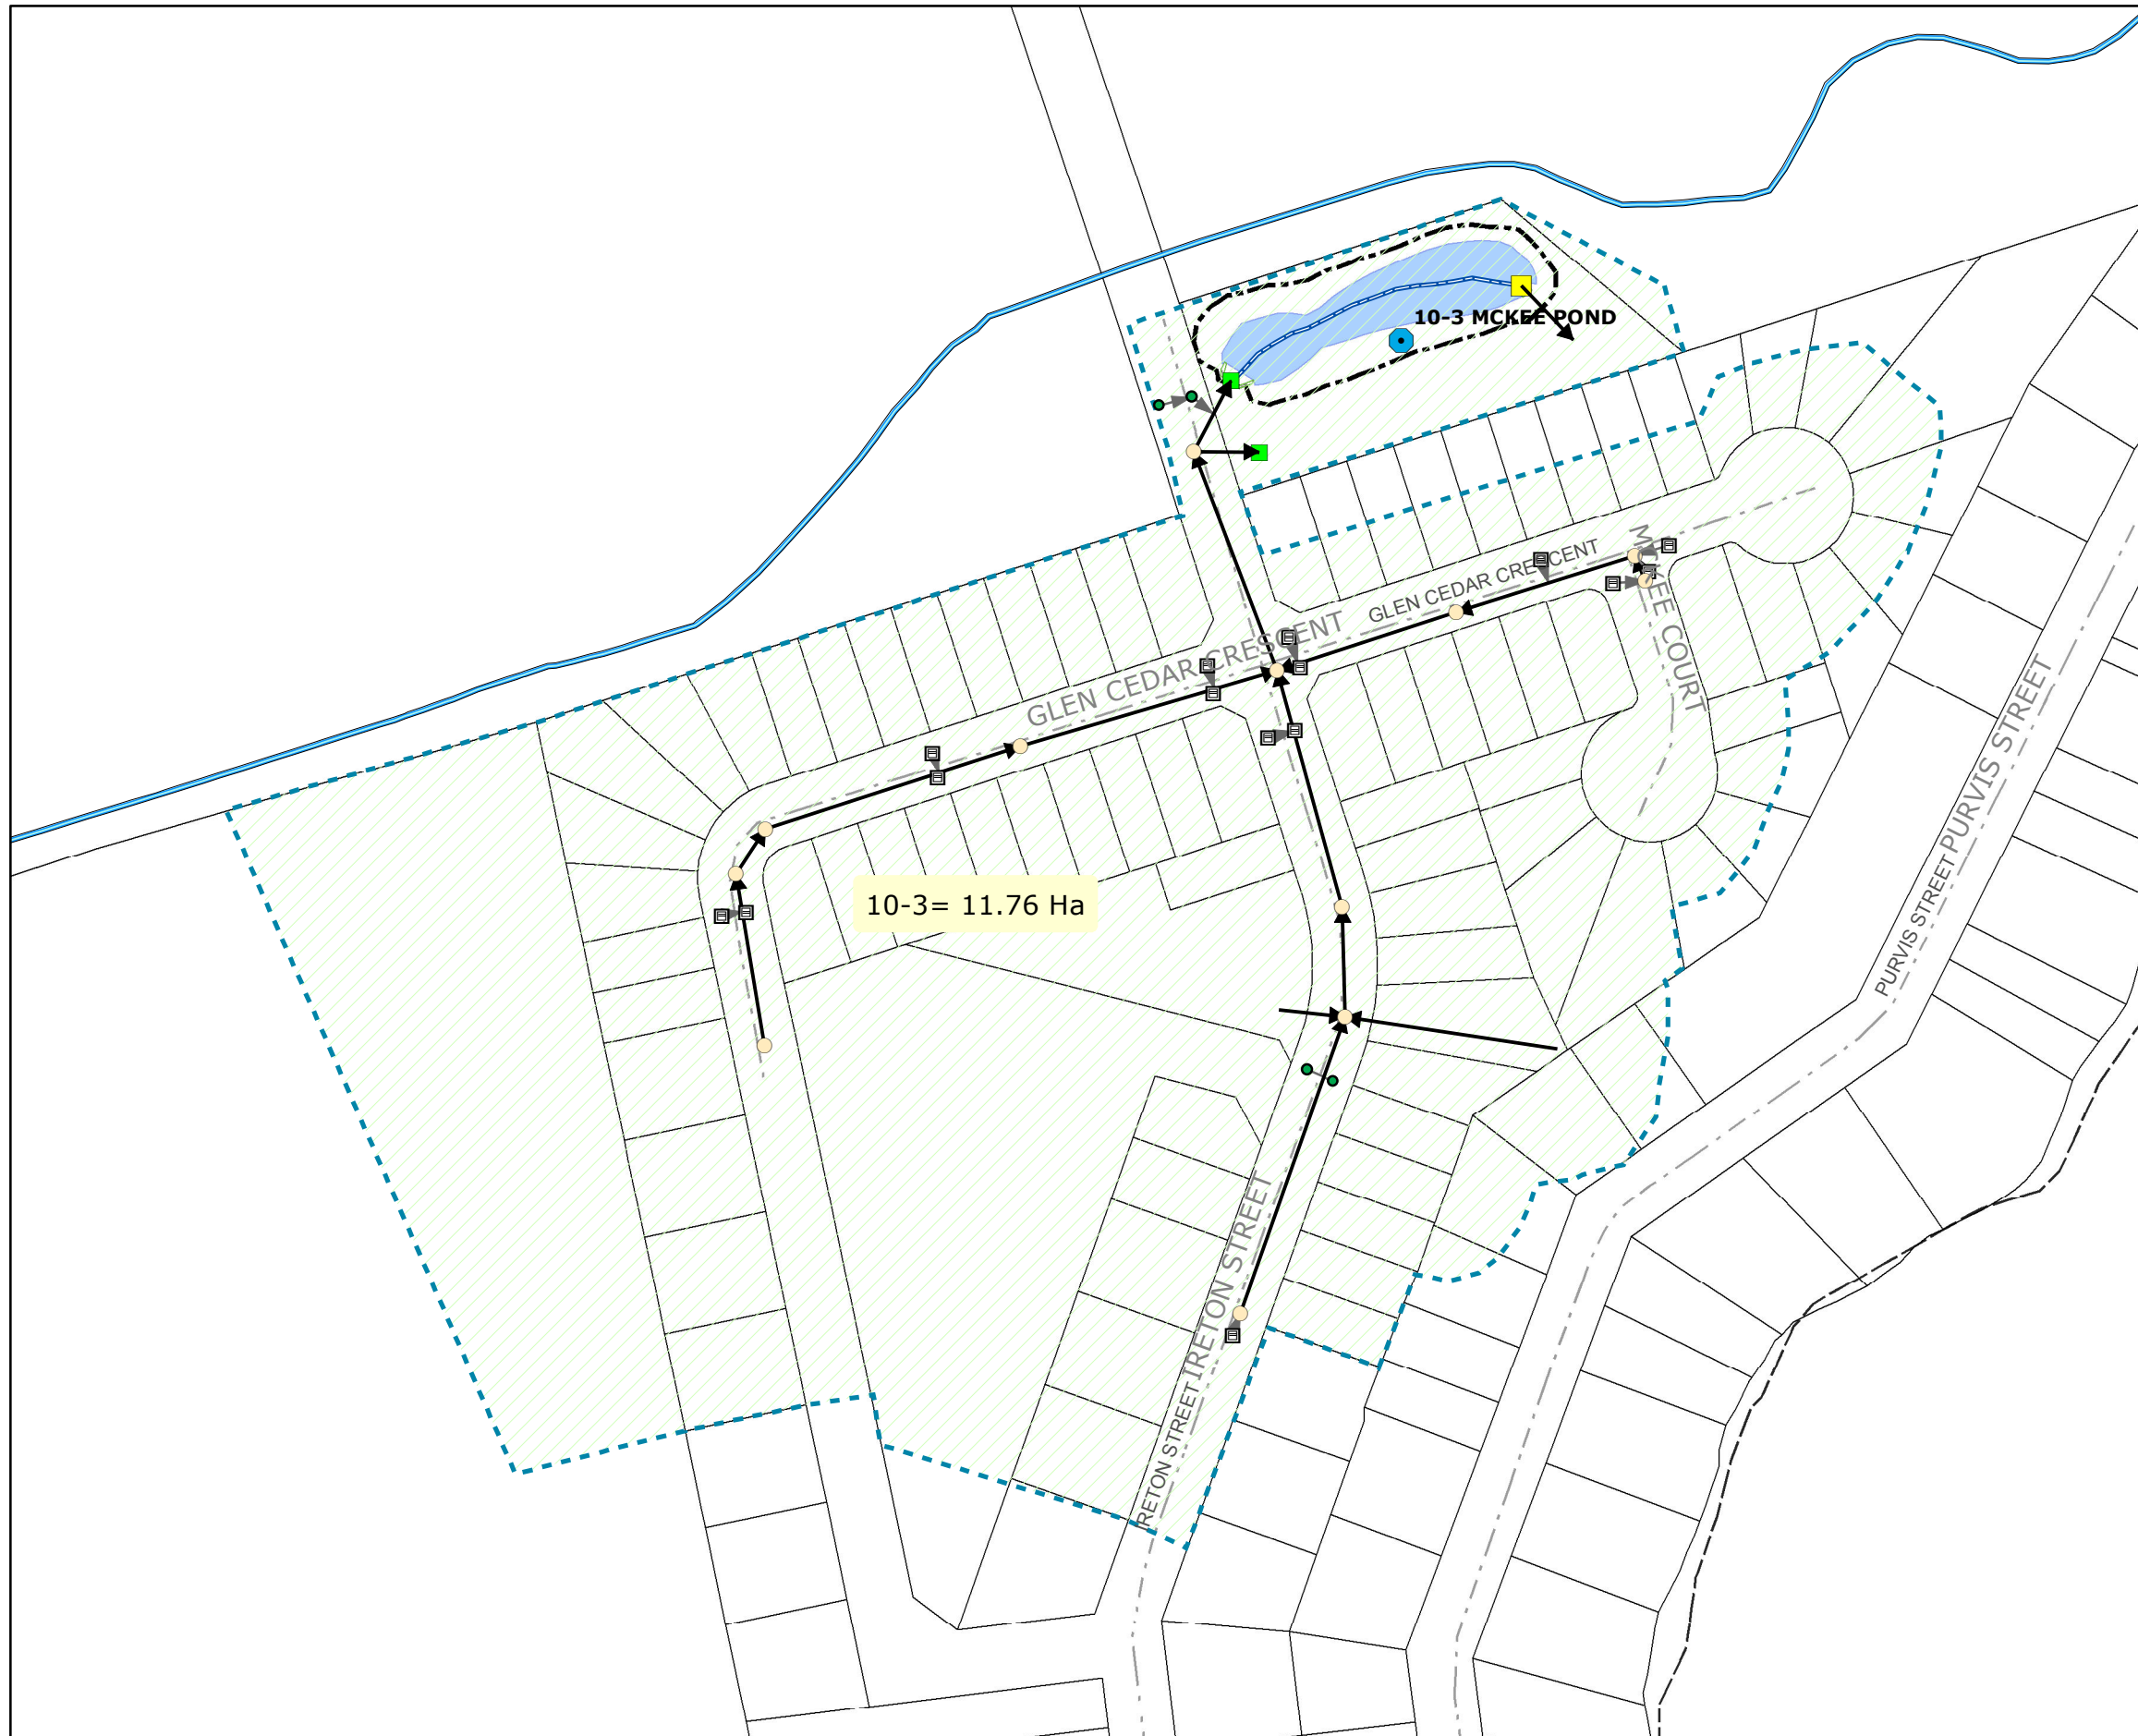 10-3 MCKEE POND
GLEN CEDAR CRESCENT
GLEN CEDAR CRESCENT
MCKEE COURT
PURVIS STREET
PURVIS STREET
10-3= 11.76 Ha
IRETON STREET
RETON STREET